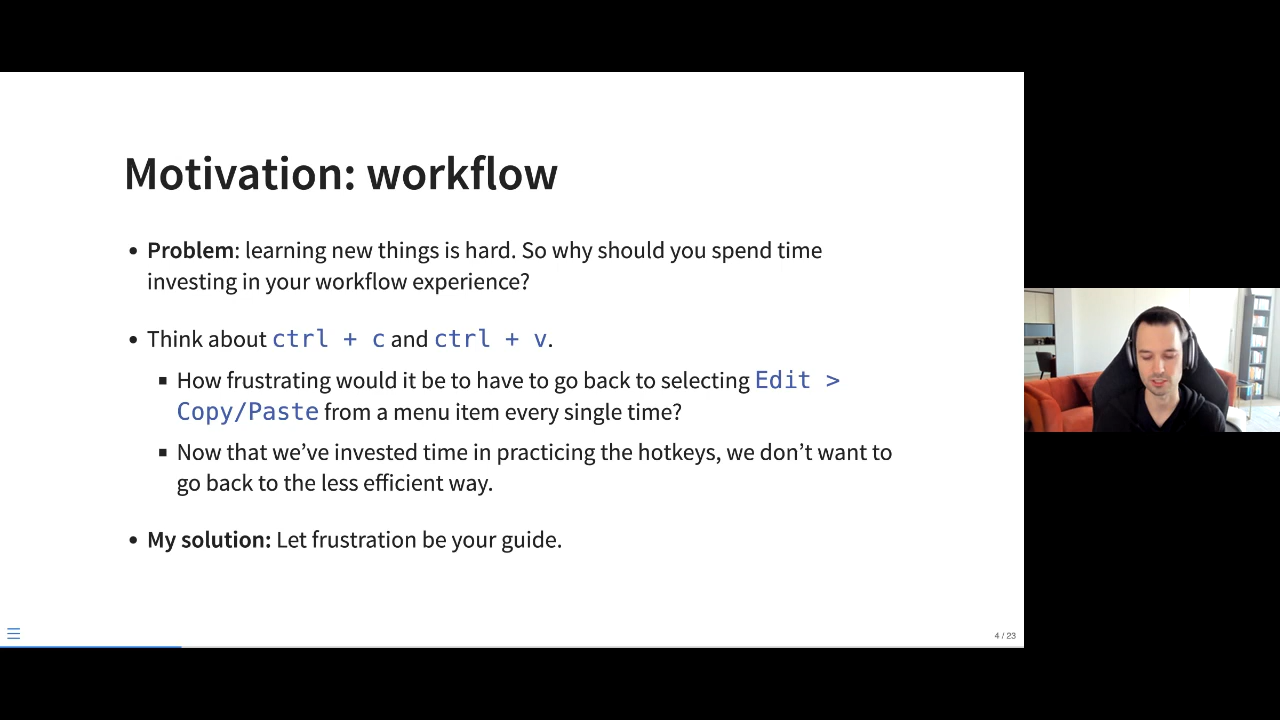 Motivation: workflow
• Problem: learning new things is hard. So why should you spend time
investing in your workflow experience?
• Think about ctrl + c and ctrl + v.
▪ How frustrating would it be to have to go back to selecting Edit >
Copy/Paste from a menu item every single time?
▪ Now that we’ve invested time in practicing the hotkeys, we don’t want to
go back to the less efficient way.
• My solution: Let frustration be your guide.
4 / 23